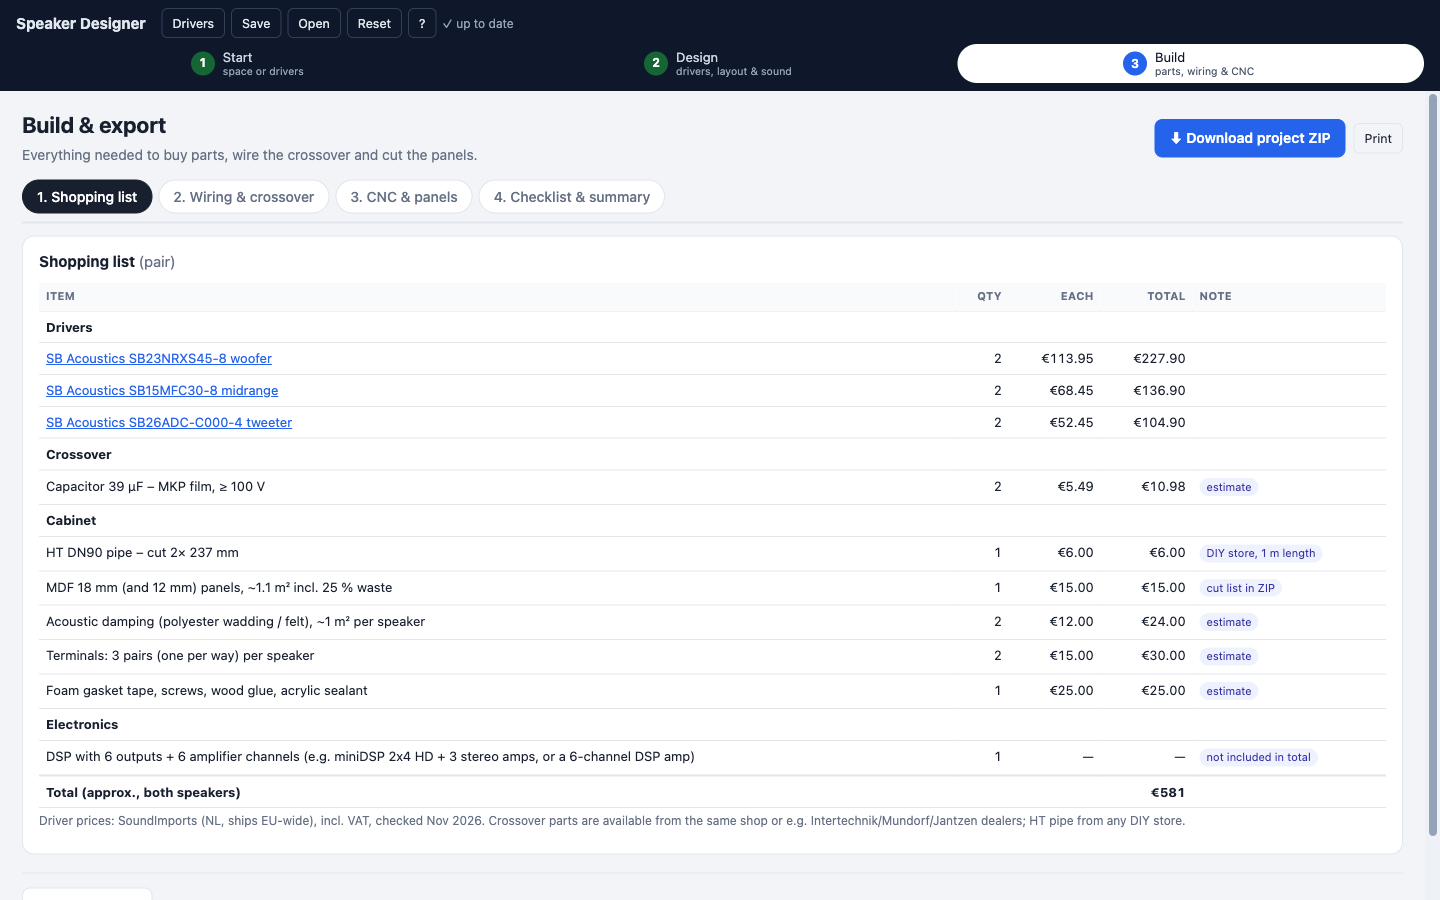 Speaker Designer
Drivers
Save
Open
Reset
?
✓ up to date
1
Start
space or drivers
2
Design
drivers, layout & sound
3
Build
parts, wiring & CNC
Build & export
Everything needed to buy parts, wire the crossover and cut the panels.
⬇ Download project ZIP
Print
1. Shopping list
2. Wiring & crossover
3. CNC & panels
4. Checklist & summary
Shopping list (pair)
ITEM QTY EACH TOTAL NOTE
Drivers
SB Acoustics SB23NRXS45-8 woofer 2 €113.95 €227.90
SB Acoustics SB15MFC30-8 midrange 2 €68.45 €136.90
SB Acoustics SB26ADC-C000-4 tweeter 2 €52.45 €104.90
Crossover
Capacitor 39 µF – MKP film, ≥ 100 V 2 €5.49 €10.98 estimate
Cabinet
HT DN90 pipe – cut 2× 237 mm 1 €6.00 €6.00 DIY store, 1 m length
MDF 18 mm (and 12 mm) panels, ~1.1 m² incl. 25 % waste 1 €15.00 €15.00 cut list in ZIP
Acoustic damping (polyester wadding / felt), ~1 m² per speaker 2 €12.00 €24.00 estimate
Terminals: 3 pairs (one per way) per speaker 2 €15.00 €30.00 estimate
Foam gasket tape, screws, wood glue, acrylic sealant 1 €25.00 €25.00 estimate
Electronics
DSP with 6 outputs + 6 amplifier channels (e.g. miniDSP 2x4 HD + 3 stereo amps, or a 6-channel DSP amp) 1 — — not included in total
Total (approx., both speakers) €581
Driver prices: SoundImports (NL, ships EU-wide), incl. VAT, checked Nov 2026. Crossover parts are available from the same shop or e.g. Intertechnik/Mundorf/Jantzen dealers; HT pipe from any DIY store.